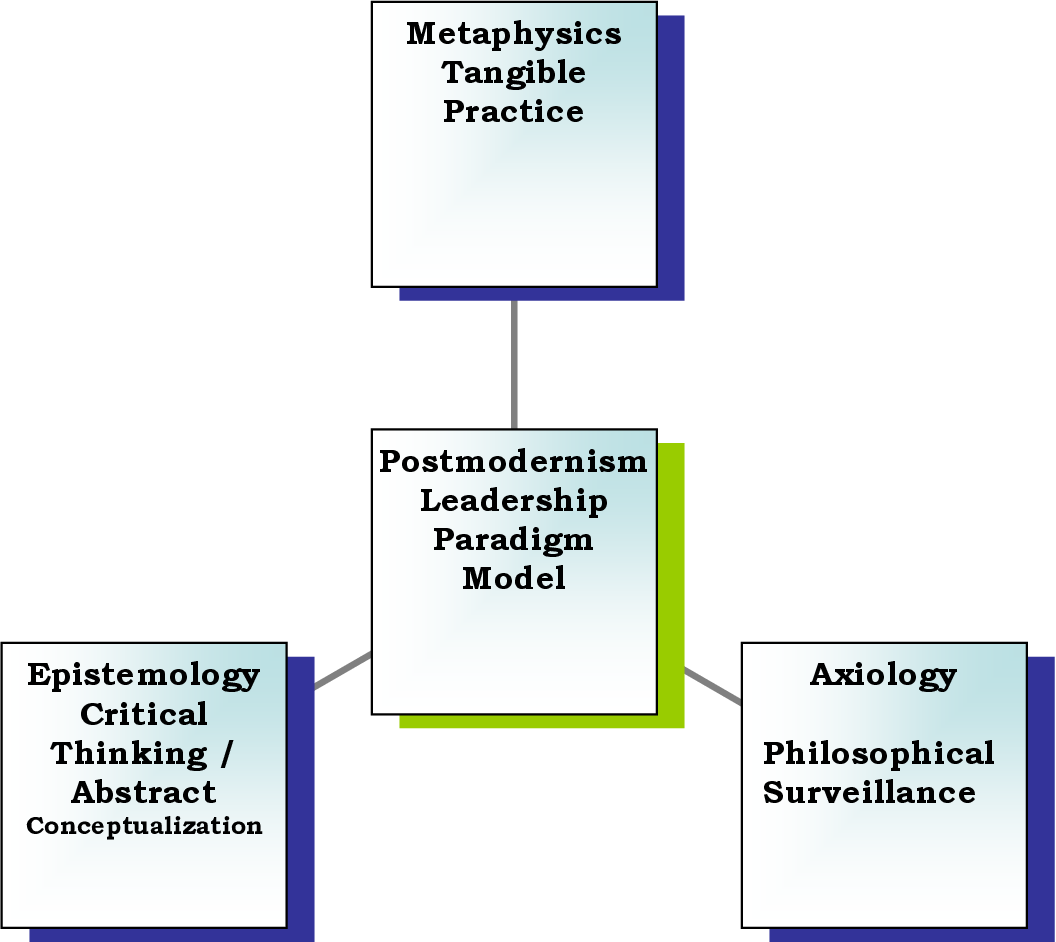 Metaphysics
Tangible
Practice
Postmodernism
Leadership
Paradigm
Model
Epistemology
Critical
Thinking /
Abstract
Conceptualization
Axiology
Philosophical
Surveillance